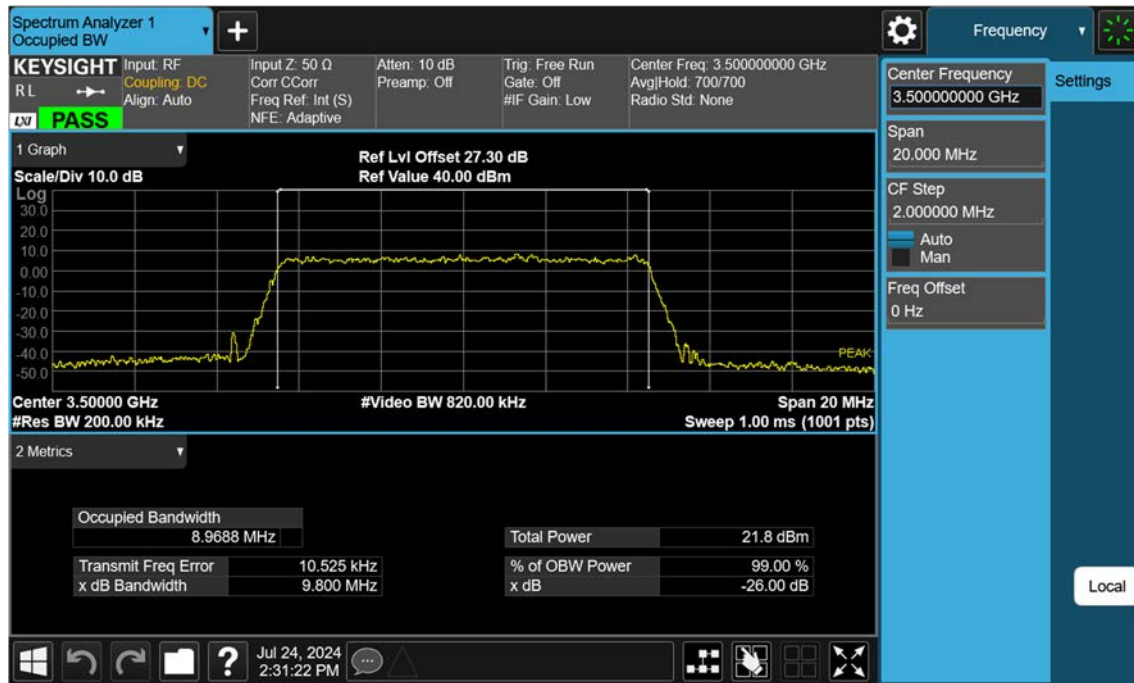 Spectrum Analyzer 1
Occupied BW
+
Frequency
KEYSIGHT
R L
LXI
PASS
Input: RF
Coupling: DC
Align: Auto
Input Z: 50 Ω
Corr CCorr
Freq Ref: Int (S)
NFE: Adaptive
Atten: 10 dB
Preamp: Off
Trig: Free Run
Gate: Off
#IF Gain: Low
Center Freq: 3.500000000 GHz
Avg|Hold: 700/700
Radio Std: None
Center Frequency
3.500000000 GHz
Settings
Span
20.000 MHz
CF Step
2.000000 MHz
Auto
Man
Freq Offset
0 Hz
Local
1 Graph
Scale/Div 10.0 dB
Ref Lvl Offset 27.30 dB
Ref Value 40.00 dBm
Log
30.0
20.0
10.0
0.00
-10.0
-20.0
-30.0
-40.0
-50.0
PEAK
Center 3.50000 GHz
#Video BW 820.00 kHz
Span 20 MHz
#Res BW 200.00 kHz
Sweep 1.00 ms (1001 pts)
2 Metrics
Occupied Bandwidth
8.9688 MHz
Total Power 21.8 dBm
Transmit Freq Error 10.525 kHz
% of OBW Power 99.00 %
x dB Bandwidth 9.800 MHz
x dB -26.00 dB
?
Jul 24, 2024
2:31:22 PM